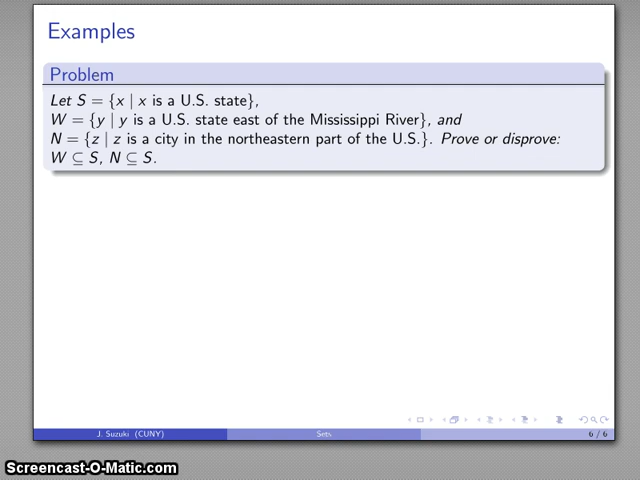 Examples
Problem
Let S = {x | x is a U.S. state},
W = {y | y is a U.S. state east of the Mississippi River}, and
N = {z | z is a city in the northeastern part of the U.S.}. Prove or disprove:
W ⊆ S, N ⊆ S.
J. Suzuki (CUNY) Sets 6 / 6
Screencast-O-Matic.com